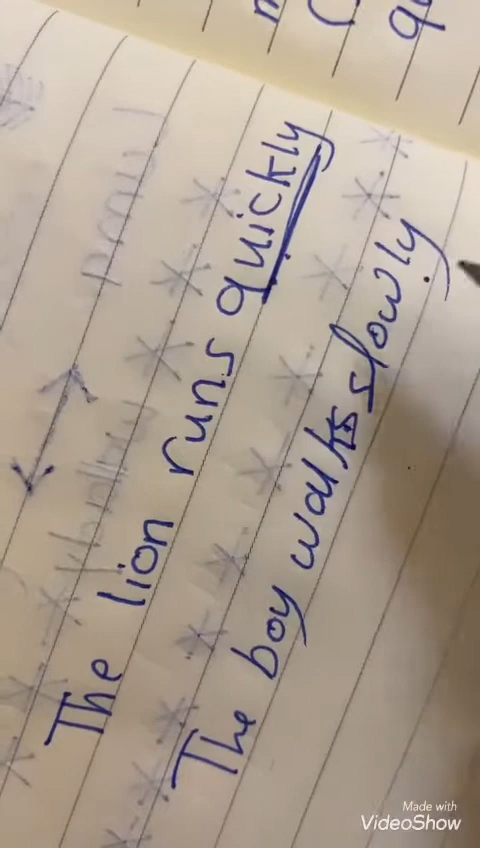 The lion runs quickly
The boy walks slowly
Made with
VideoShow